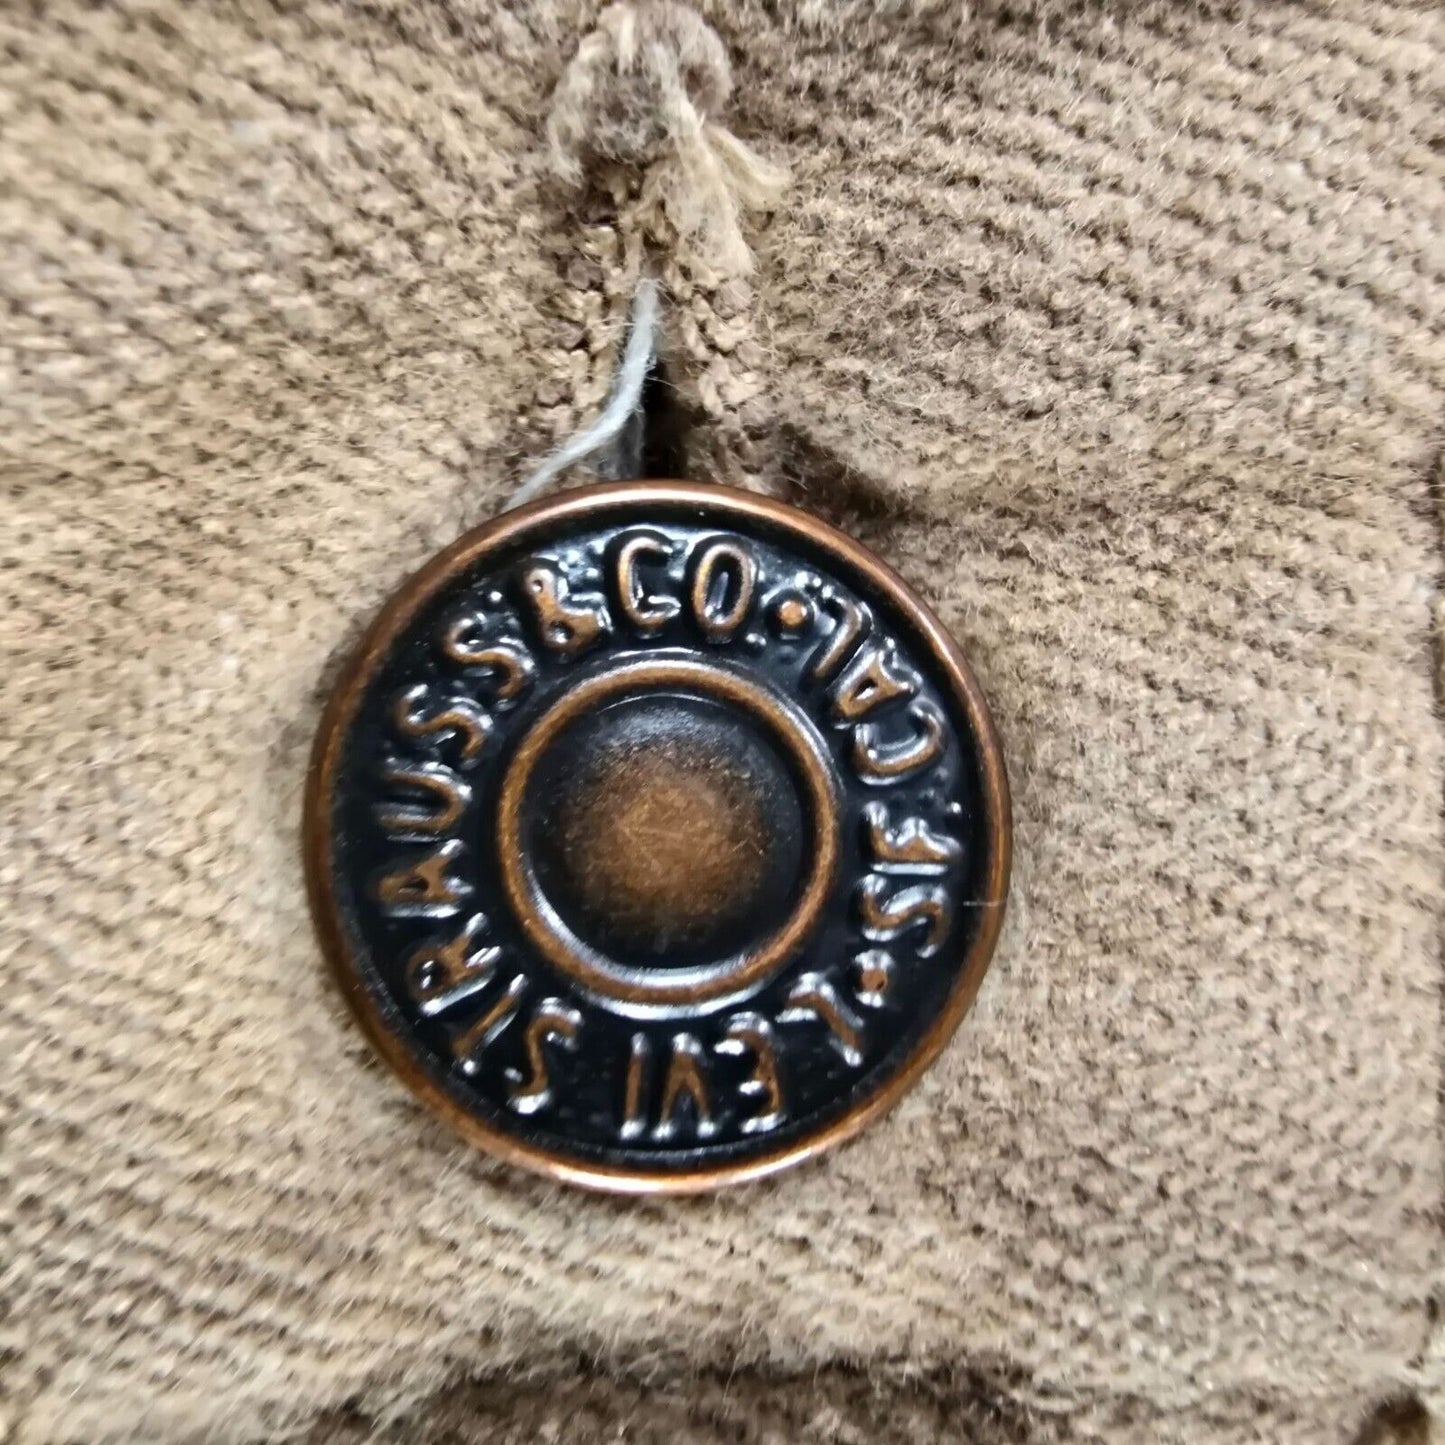 LEVI STRAUSS & CO · S F CAL ·